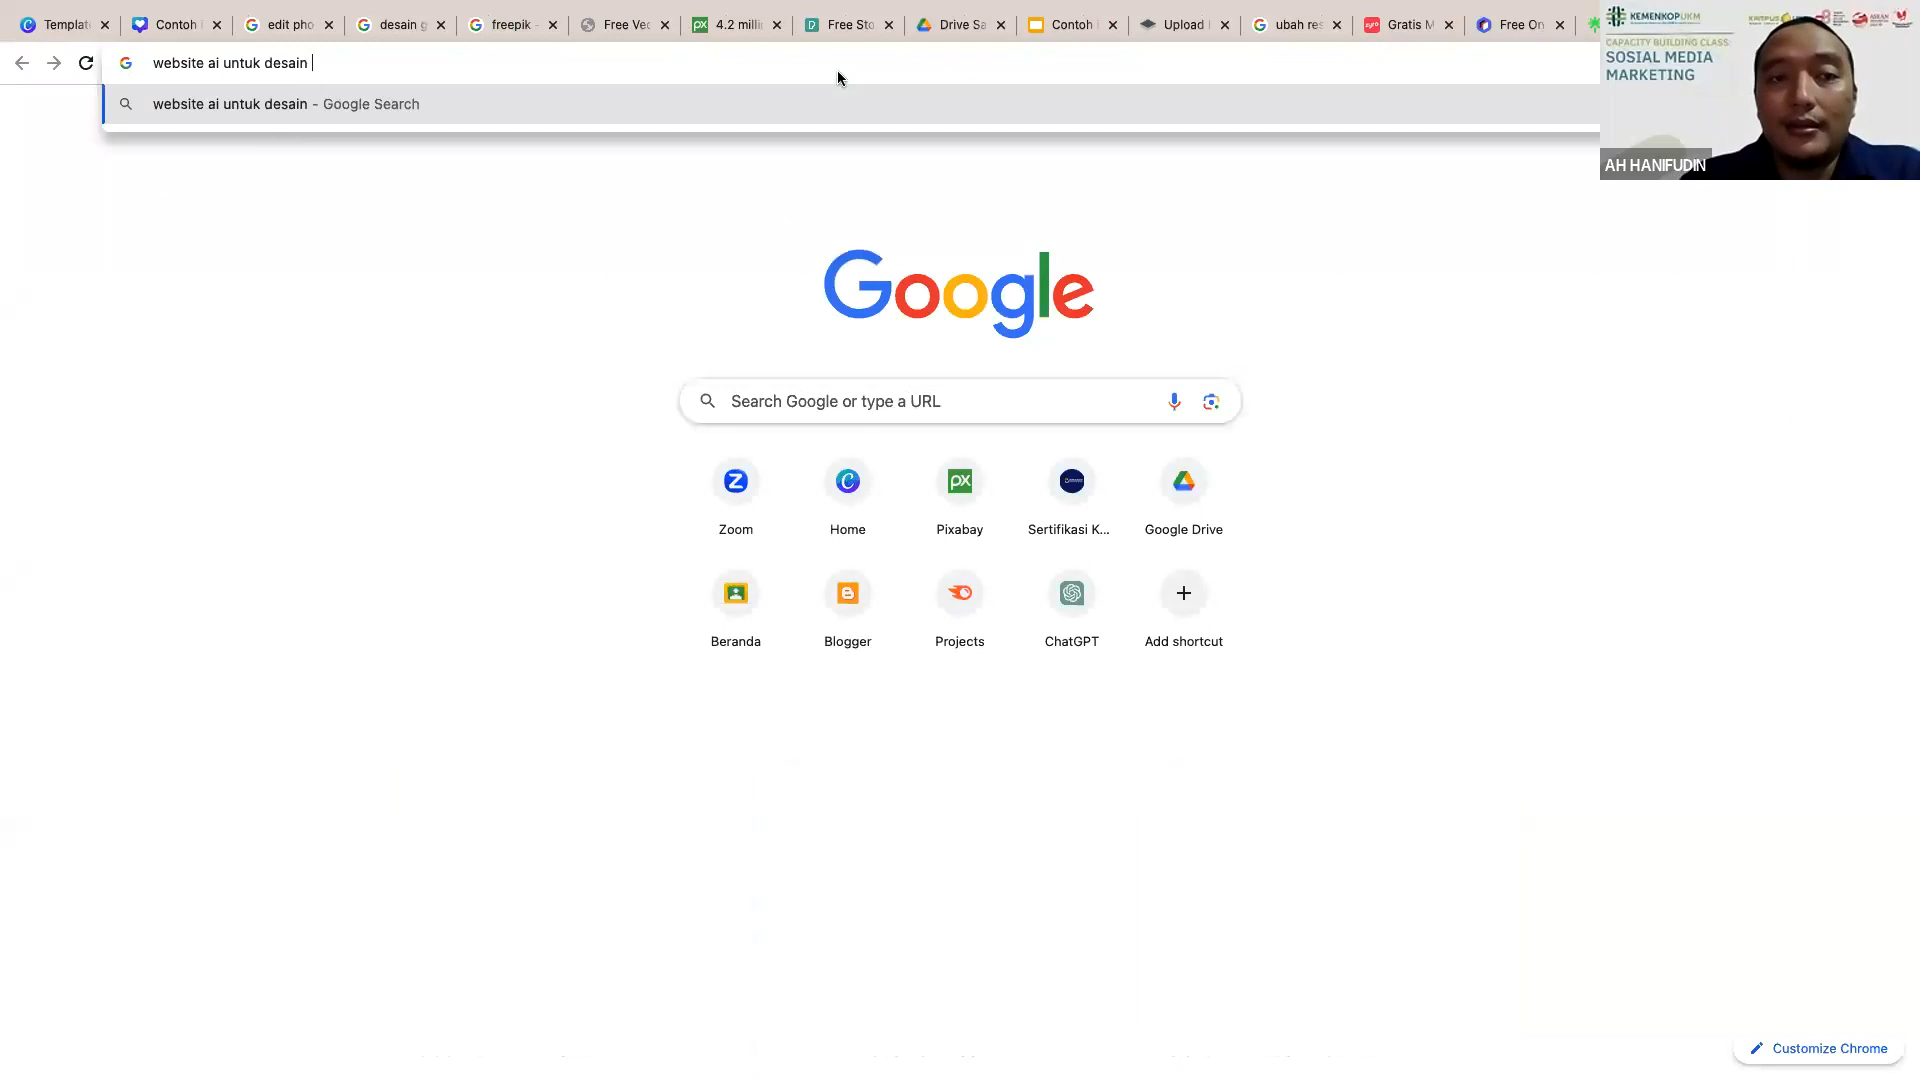 Templat
Contoh
edit pho
desain g
freepik -
Free Vec
4.2 milli
Free Sto
Drive Sa
Contoh
Upload
ubah res
Gratis M
Free On
website ai untuk desain
website ai untuk desain - Google Search
KEMENKOPUKM
CAPACITY BUILDING CLASS:
SOSIAL MEDIA
MARKETING
AH HANIFUDIN
Google
Search Google or type a URL
Zoom
Home
Pixabay
Sertifikasi K...
Google Drive
Beranda
Blogger
Projects
ChatGPT
Add shortcut
Customize Chrome